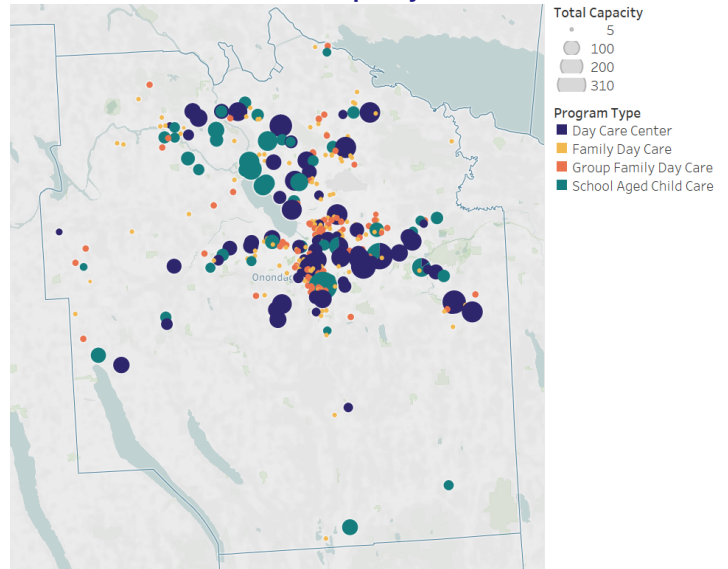 Total Capacity
5
100
200
310
Program Type
Day Care Center
Family Day Care
Group Family Day Care
School Aged Child Care